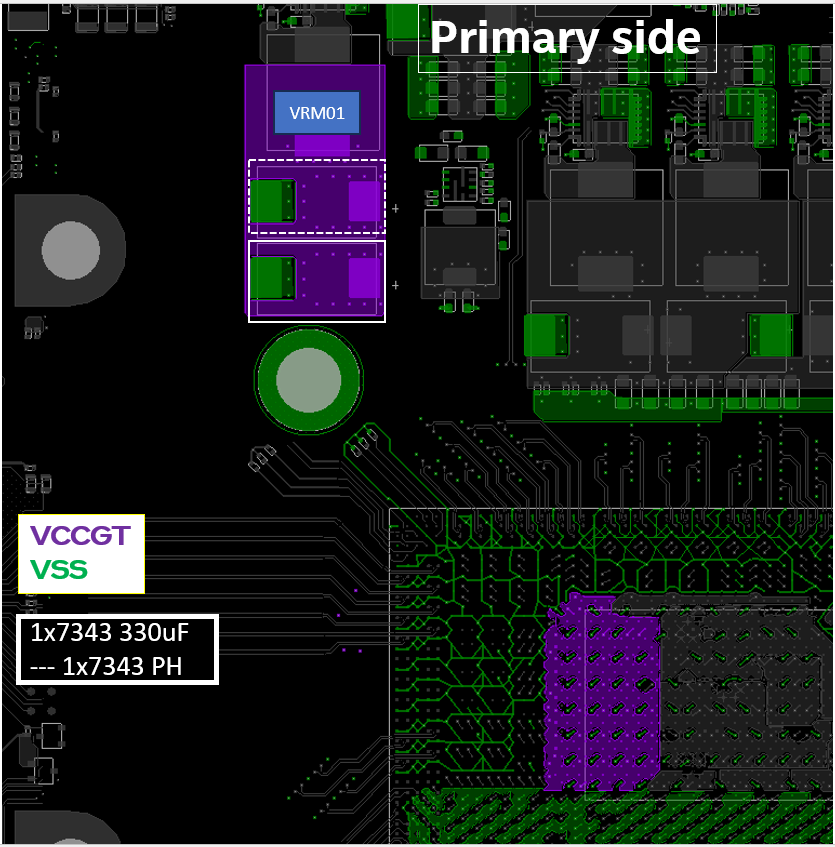 Primary side
VRM01
VCCGT
VSS
1x7343 330uF
--- 1x7343 PH